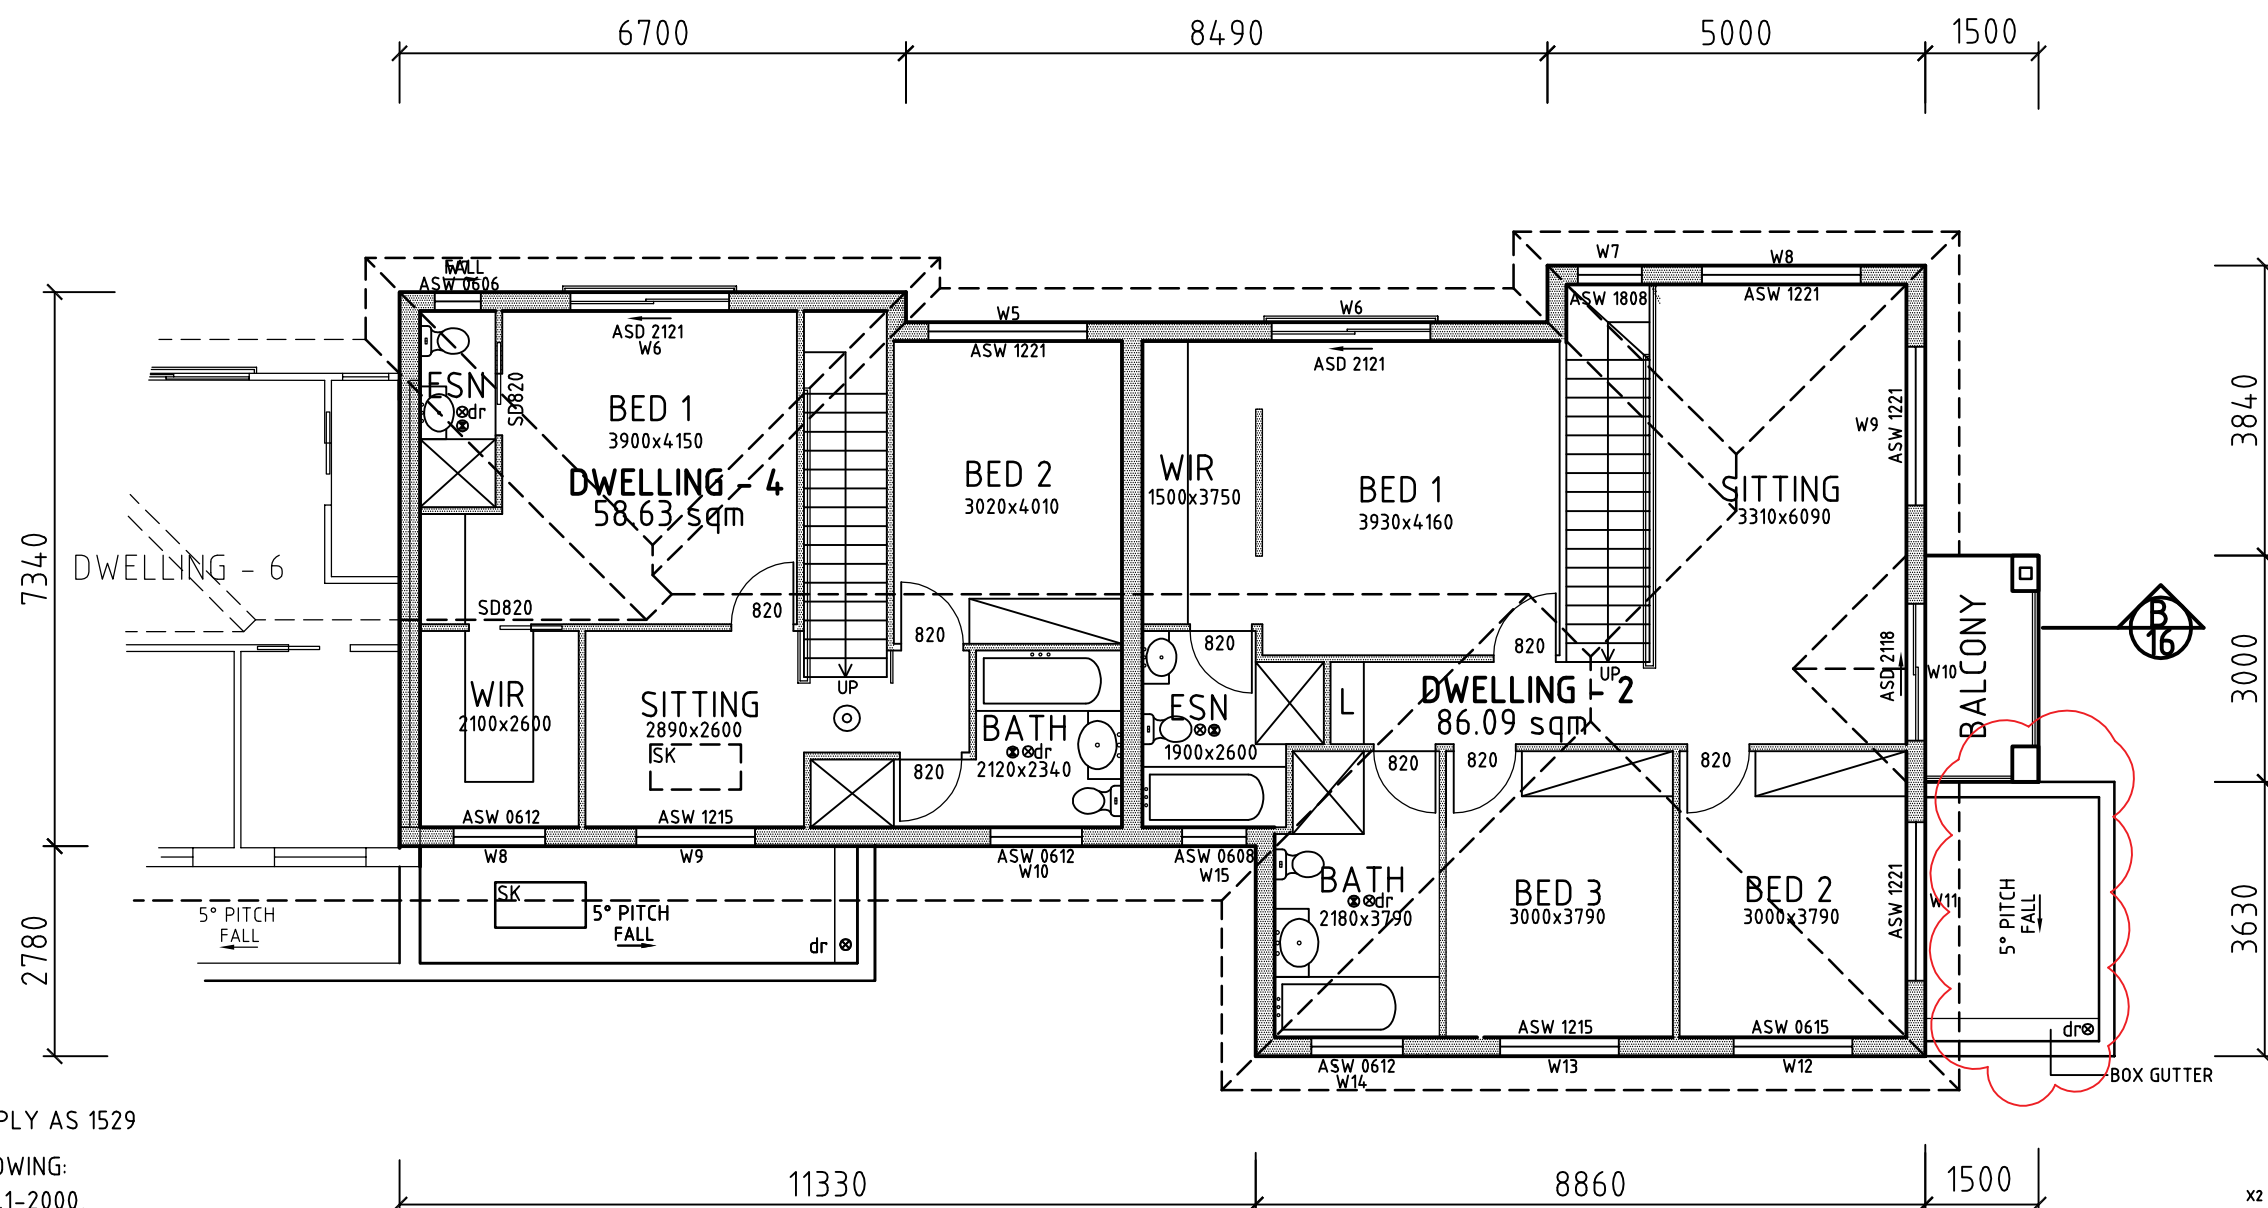 6700
8490
5000
1500
FALL
ASW 0606
ASD 2121
W6
W5
ASW 1221
W6
ASD 2121
W7
ASW 1808
W8
ASW 1221
ESN
dr
SD820
BED 1
3900x4150
DWELLING - 4
58.63 sqm
BED 2
3020x4010
WIR
1500x3750
BED 1
3930x4160
SITTING
3310x6090
W9
ASW 1221
3840
7340
DWELLING - 6
SD820
820
820
820
820
UP
UP
WIR
2100x2600
SITTING
2890x2600
SK
BATH
dr
2120x2340
820
ESN
1900x2600
L
DWELLING - 2
86.09 sqm
820
820
820
ASD 2118
W10
BALCONY
B
16
3000
ASW 0612
W8
ASW 1215
W9
ASW 0612
W10
ASW 0608
W15
BATH
dr
2180x3790
BED 3
3000x3790
BED 2
3000x3790
ASW 1221
W11
5° PITCH
FALL
3630
2780
5° PITCH
FALL
SK
5° PITCH
FALL
dr
ASW 0612
W14
ASW 1215
W13
ASW 0615
W12
dr
BOX GUTTER
PLY AS 1529
OWING:
.1-2000
11330
8860
1500
X2